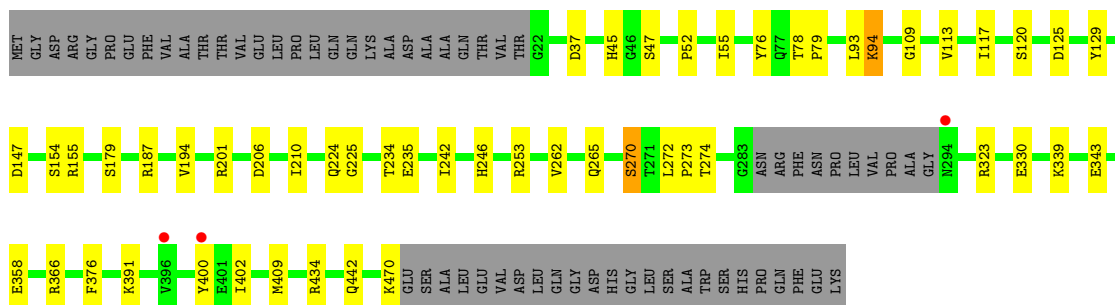 MET GLY ASP ARG GLY PRO GLU PHE VAL ALA THR THR VAL GLU LEU PRO LEU GLN GLN LYS ALA ASP ALA ALA GLN THR VAL THR G22 D37 H45 G46 S47 P52 I55 Y76 Q77 T78 P79 L93 K94 G109 V113 I117 S120 D125 Y129
D147 S154 R155 S179 R187 V194 R201 D206 I210 Q224 G225 T234 E235 I242 H246 R253 V262 Q265 S270 T271 L272 P273 T274 G283 ASN ARG PHE ASN PRO LEU VAL PRO ALA GLY N294 R323 E330 K339 E343
E358 R366 F376 K391 V396 Y400 E401 I402 M409 R434 Q442 K470 GLU SER ALA LEU GLU VAL ASP LEU GLN GLY ASP HIS GLY LEU SER ALA TRP SER HIS PRO GLN PHE GLU LYS